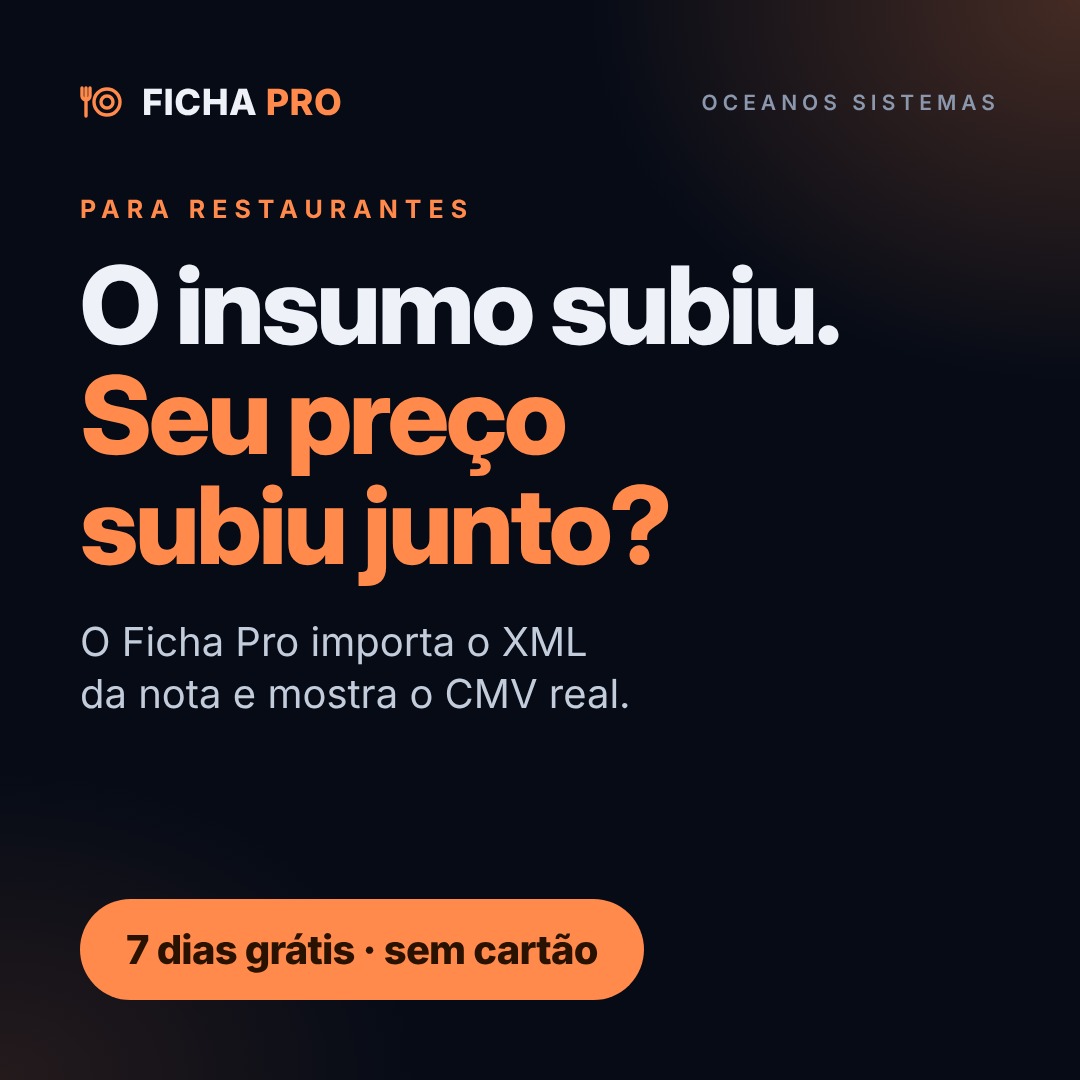 FICHA PRO
OCEANOS SISTEMAS
PARA RESTAURANTES
O insumo subiu.
Seu preço
subiu junto?
O Ficha Pro importa o XML
da nota e mostra o CMV real.
7 dias grátis · sem cartão